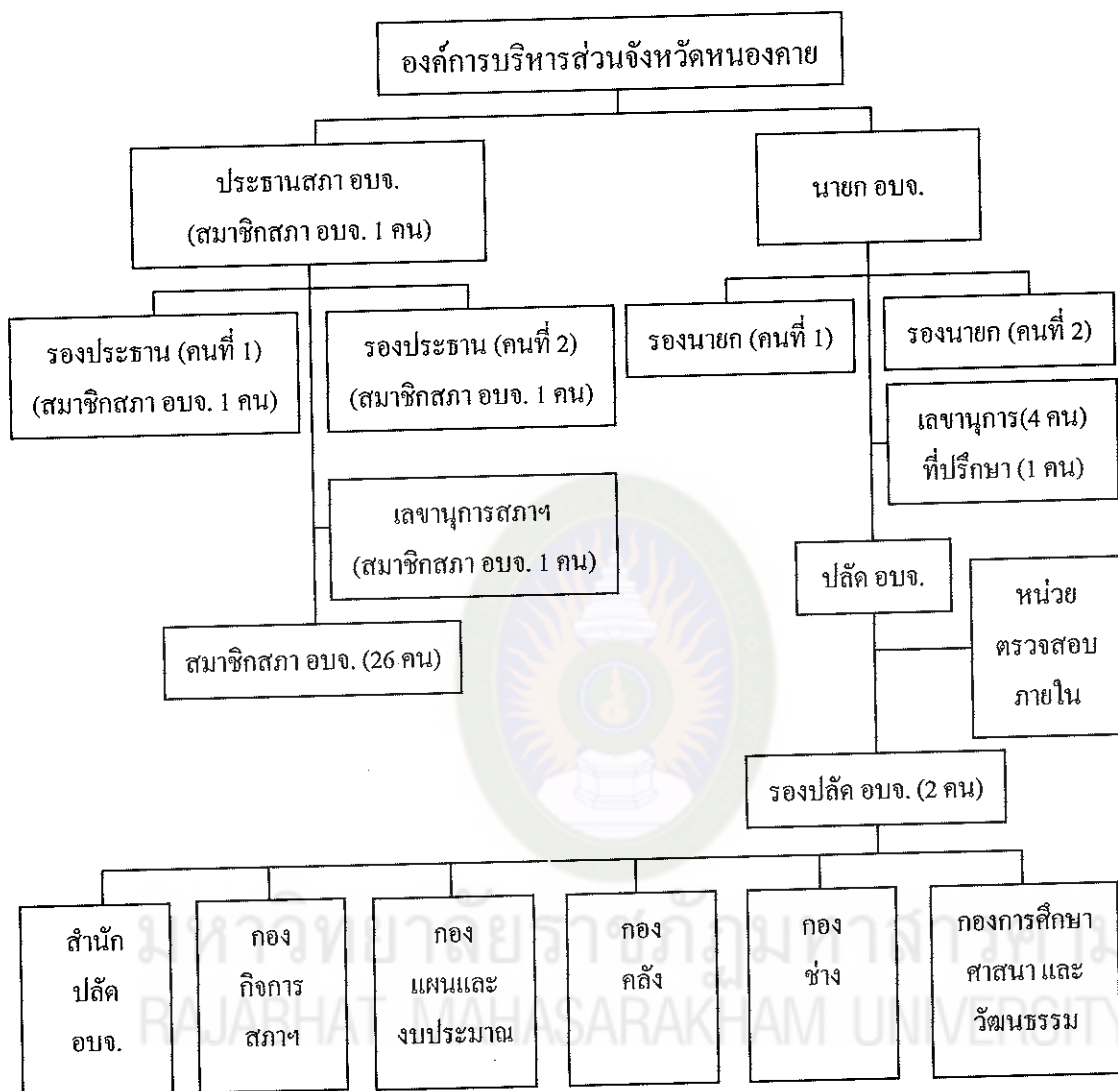 องค์การบริหารส่วนจังหวัดหนองคาย
ประธานสภา อบจ.
(สมาชิกสภา อบจ. 1 คน)
นายก อบจ.
รองประธาน (คนที่ 1)
(สมาชิกสภา อบจ. 1 คน)
รองประธาน (คนที่ 2)
(สมาชิกสภา อบจ. 1 คน)
รองนายก (คนที่ 1)
รองนายก (คนที่ 2)
เลขานุการ(4 คน)
ที่ปรึกษา (1 คน)
เลขานุการสภาฯ
(สมาชิกสภา อบจ. 1 คน)
ปลัด อบจ.
หน่วย
ตรวจสอบ
ภายใน
สมาชิกสภา อบจ. (26 คน)
รองปลัด อบจ. (2 คน)
สำนัก
ปลัด
อบจ.
กอง
กิจการ
สภาฯ
กอง
แผนและ
งบประมาณ
กอง
คลัง
กอง
ช่าง
กองการศึกษา
ศาสนา และ
วัฒนธรรม
มหาวิทยาลัยราชภัฏมหาสารคาม
RAJABHAT MAHASARAKHAM UNIVERSITY